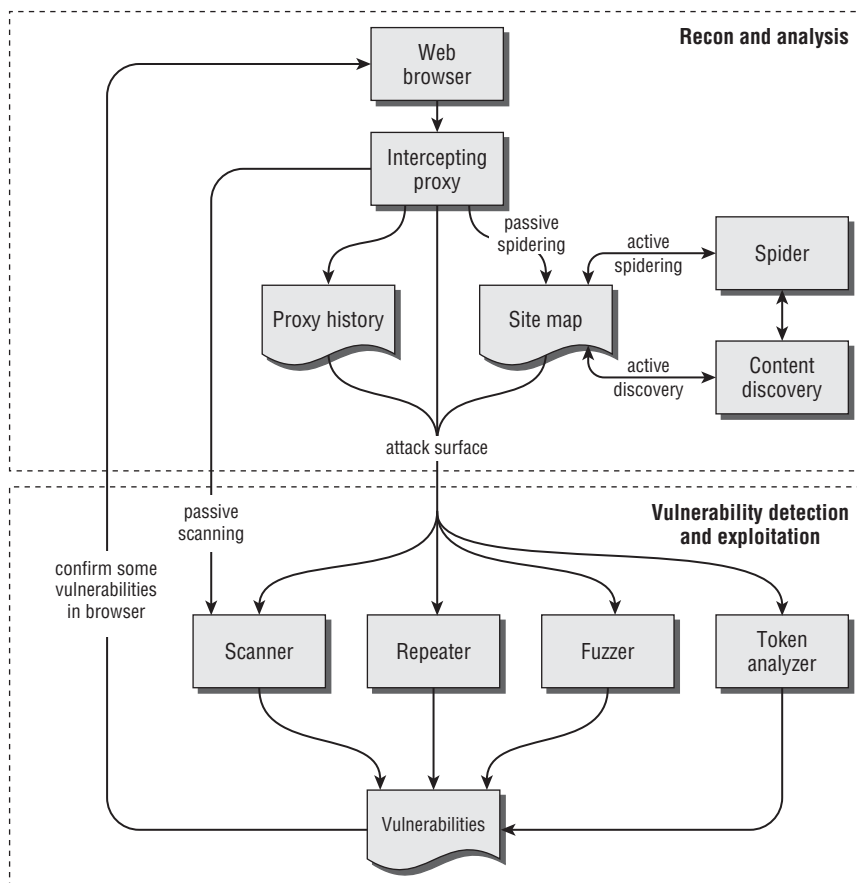 Recon and analysis
Web
browser
Intercepting
proxy
passive
spidering
active
spidering
Spider
Proxy history
Site map
active
discovery
Content
discovery
attack surface
Vulnerability detection
and exploitation
passive
scanning
confirm some
vulnerabilities
in browser
Scanner
Repeater
Fuzzer
Token
analyzer
Vulnerabilities